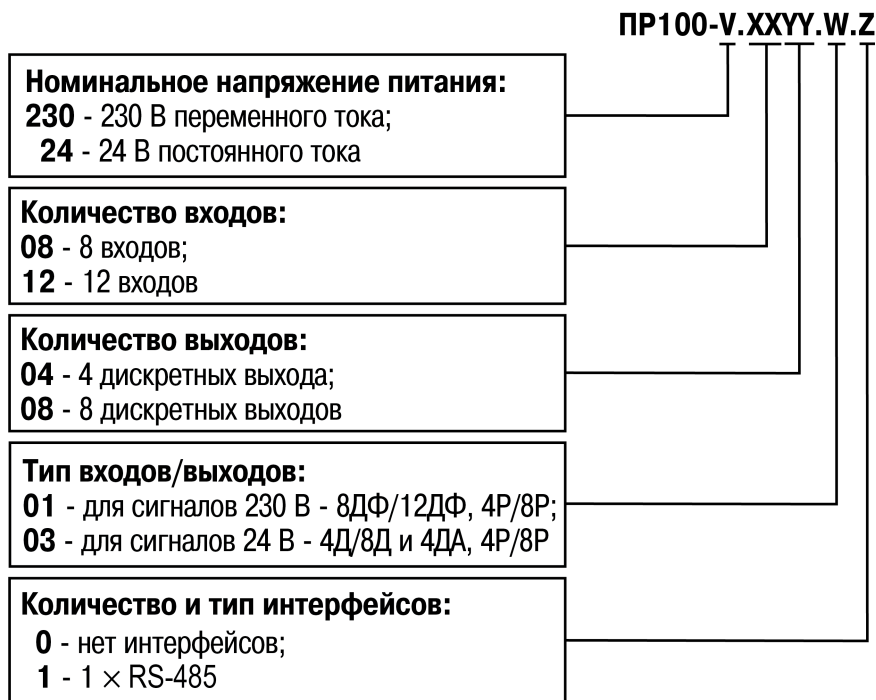 ПР100-V.XXYY.W.Z
Номинальное напряжение питания:
230 - 230 В переменного тока;
24 - 24 В постоянного тока
Количество входов:
08 - 8 входов;
12 - 12 входов
Количество выходов:
04 - 4 дискретных выхода;
08 - 8 дискретных выходов
Тип входов/выходов:
01 - для сигналов 230 В - 8ДФ/12ДФ, 4Р/8Р;
03 - для сигналов 24 В - 4Д/8Д и 4ДА, 4Р/8Р
Количество и тип интерфейсов:
0 - нет интерфейсов;
1 - 1 × RS-485